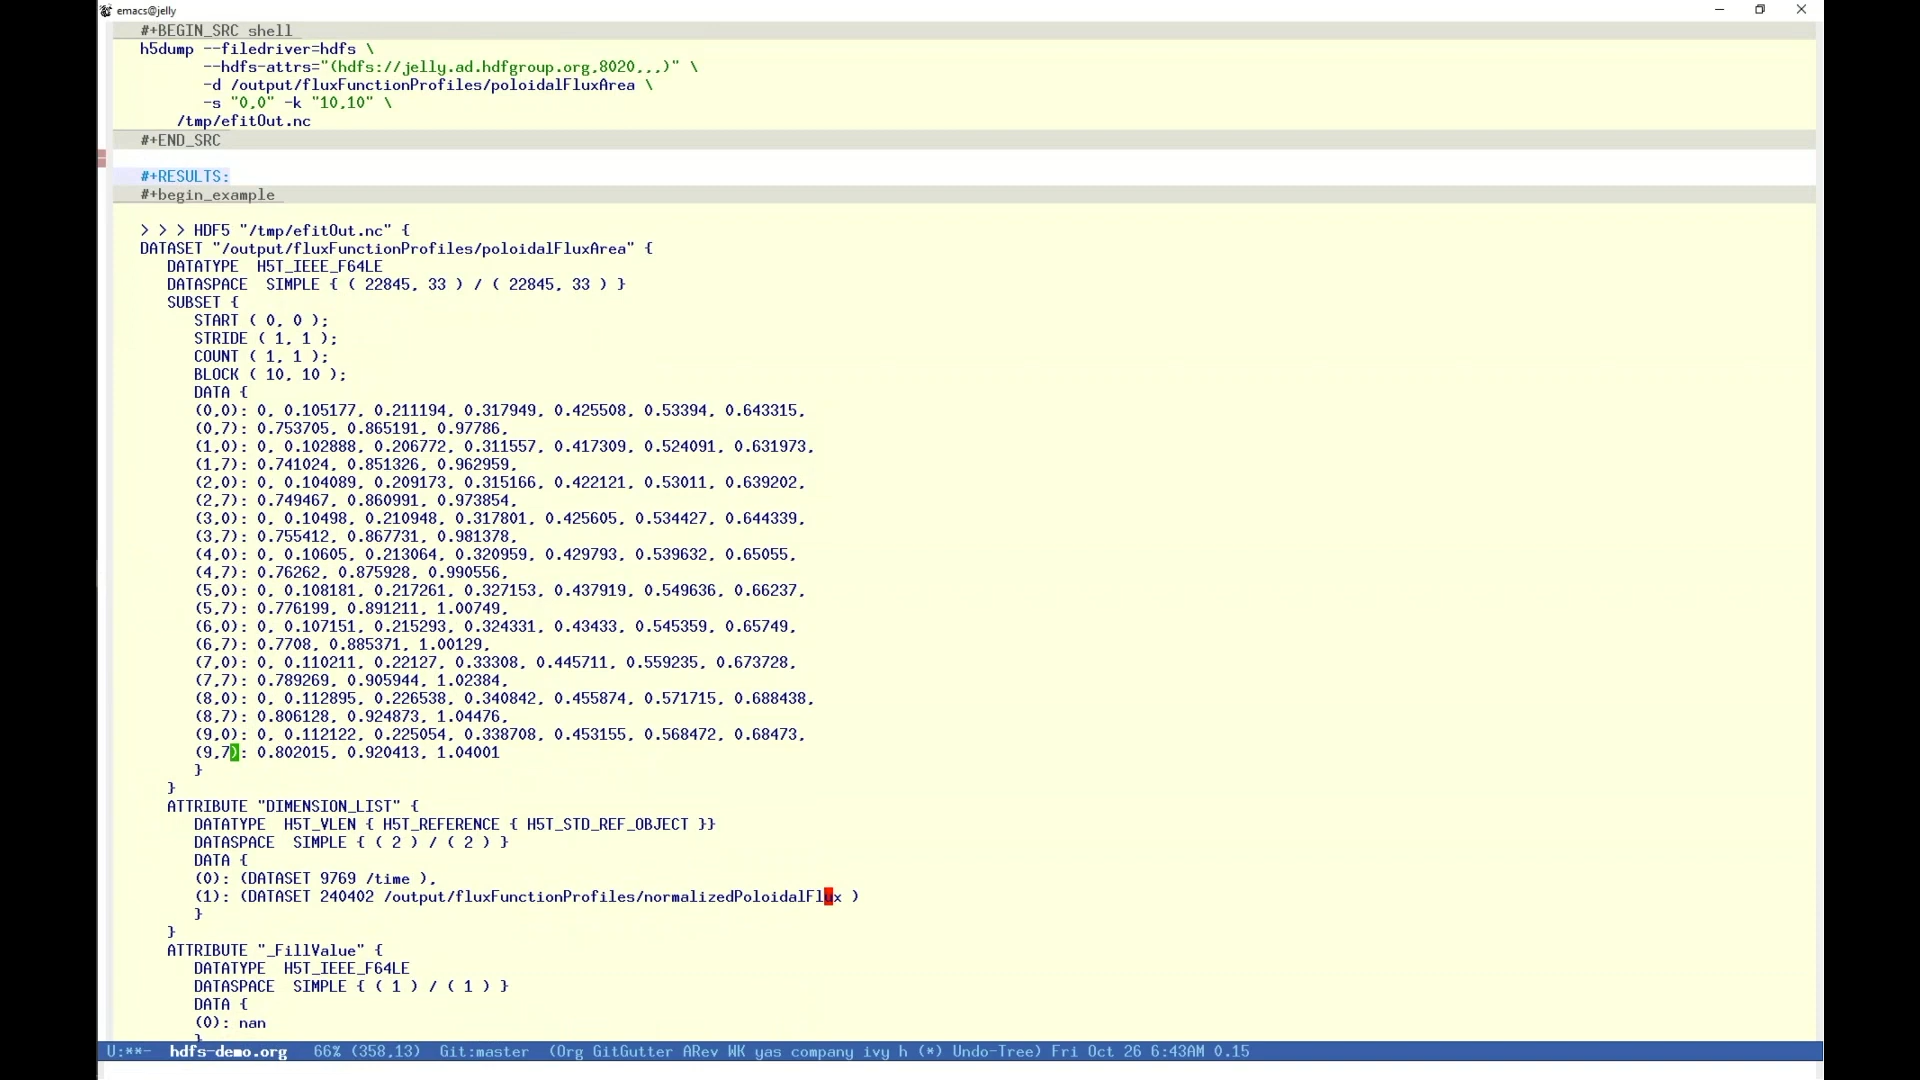 emacs@jelly
#+BEGIN_SRC shell
h5dump --filedriver=hdfs \
--hdfs-attrs="(hdfs://jelly.ad.hdfgroup.org,8020,,,)" \
-d /output/fluxFunctionProfiles/poloidalFluxArea \
-s "0,0" -k "10,10" \
/tmp/efitOut.nc
#+END_SRC
#+RESULTS:
#+begin_example
> > > HDF5 "/tmp/efitOut.nc" {
DATASET "/output/fluxFunctionProfiles/poloidalFluxArea" {
DATATYPE  H5T_IEEE_F64LE
DATASPACE  SIMPLE { ( 22845, 33 ) / ( 22845, 33 ) }
SUBSET {
START ( 0, 0 );
STRIDE ( 1, 1 );
COUNT ( 1, 1 );
BLOCK ( 10, 10 );
DATA {
(0,0): 0, 0.105177, 0.211194, 0.317949, 0.425508, 0.53394, 0.643315,
(0,7): 0.753705, 0.865191, 0.97786,
(1,0): 0, 0.102888, 0.206772, 0.311557, 0.417309, 0.524091, 0.631973,
(1,7): 0.741024, 0.851326, 0.962959,
(2,0): 0, 0.104089, 0.209173, 0.315166, 0.422121, 0.53011, 0.639202,
(2,7): 0.749467, 0.860991, 0.973854,
(3,0): 0, 0.10498, 0.210948, 0.317801, 0.425605, 0.534427, 0.644339,
(3,7): 0.755412, 0.867731, 0.981378,
(4,0): 0, 0.10605, 0.213064, 0.320959, 0.429793, 0.539632, 0.65055,
(4,7): 0.76262, 0.875928, 0.990556,
(5,0): 0, 0.108181, 0.217261, 0.327153, 0.437919, 0.549636, 0.66237,
(5,7): 0.776199, 0.891211, 1.00749,
(6,0): 0, 0.107151, 0.215293, 0.324331, 0.43433, 0.545359, 0.65749,
(6,7): 0.7708, 0.885371, 1.00129,
(7,0): 0, 0.110211, 0.22127, 0.33308, 0.445711, 0.559235, 0.673728,
(7,7): 0.789269, 0.905944, 1.02384,
(8,0): 0, 0.112895, 0.226538, 0.340842, 0.455874, 0.571715, 0.688438,
(8,7): 0.806128, 0.924873, 1.04476,
(9,0): 0, 0.112122, 0.225054, 0.338708, 0.453155, 0.568472, 0.68473,
(9,7): 0.802015, 0.920413, 1.04001
}
}
ATTRIBUTE "DIMENSION_LIST" {
DATATYPE  H5T_VLEN { H5T_REFERENCE { H5T_STD_REF_OBJECT }}
DATASPACE  SIMPLE { ( 2 ) / ( 2 ) }
DATA {
(0): (DATASET 9769 /time ),
(1): (DATASET 240402 /output/fluxFunctionProfiles/normalizedPoloidalFlux )
}
}
ATTRIBUTE "_FillValue" {
DATATYPE  H5T_IEEE_F64LE
DATASPACE  SIMPLE { ( 1 ) / ( 1 ) }
DATA {
(0): nan
}
U:**-  hdfs-demo.org   66% (358,13)  Git:master  (Org GitGutter ARev WK yas company ivy h (*) Undo-Tree) Fri Oct 26 6:43AM 0.15